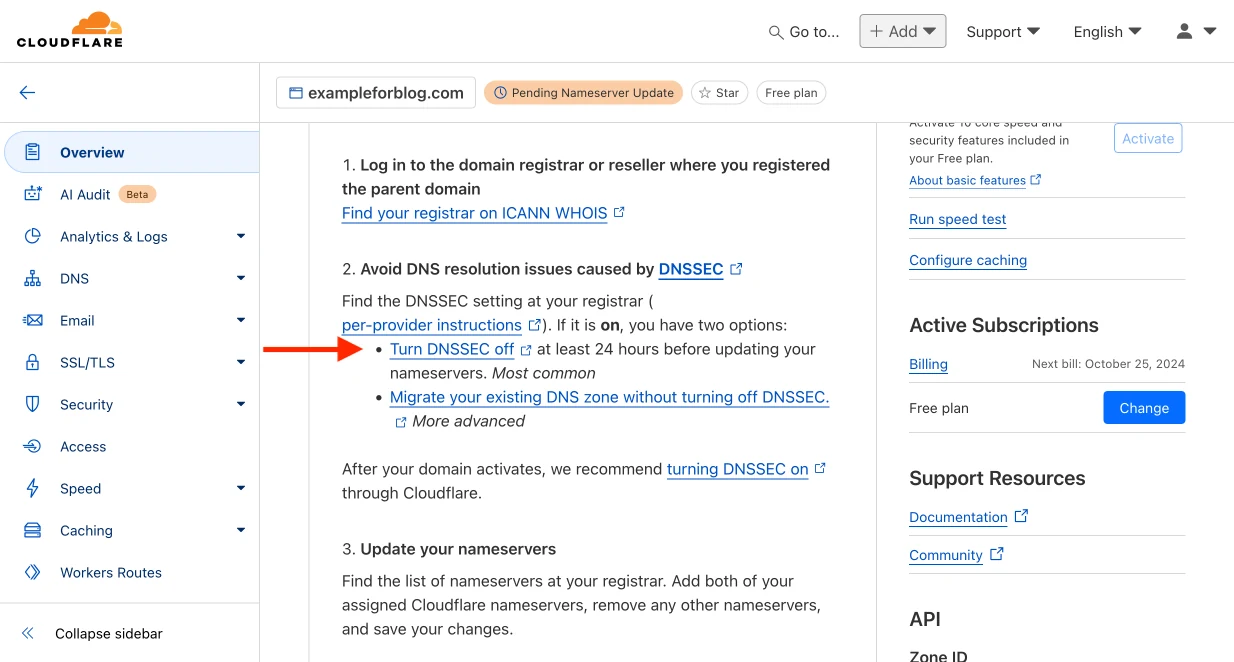 CLOUDFLARE
Go to...
Add
Support
English
exampleforblog.com
Pending Nameserver Update
Star
Free plan
Overview
AI Audit Beta
Analytics & Logs
DNS
Email
SSL/TLS
Security
Access
Speed
Caching
Workers Routes
Collapse sidebar
1. Log in to the domain registrar or reseller where you registered
the parent domain
Find your registrar on ICANN WHOIS
2. Avoid DNS resolution issues caused by DNSSEC
Find the DNSSEC setting at your registrar (
per-provider instructions ). If it is on, you have two options:
• Turn DNSSEC off at least 24 hours before updating your
nameservers. Most common
• Migrate your existing DNS zone without turning off DNSSEC.
More advanced
After your domain activates, we recommend turning DNSSEC on
through Cloudflare.
3. Update your nameservers
Find the list of nameservers at your registrar. Add both of your
assigned Cloudflare nameservers, remove any other nameservers,
and save your changes.
Activate 10 core speed and
security features included in
your Free plan.
Activate
About basic features
Run speed test
Configure caching
Active Subscriptions
Billing
Next bill: October 25, 2024
Free plan
Change
Support Resources
Documentation
Community
API
Zone ID